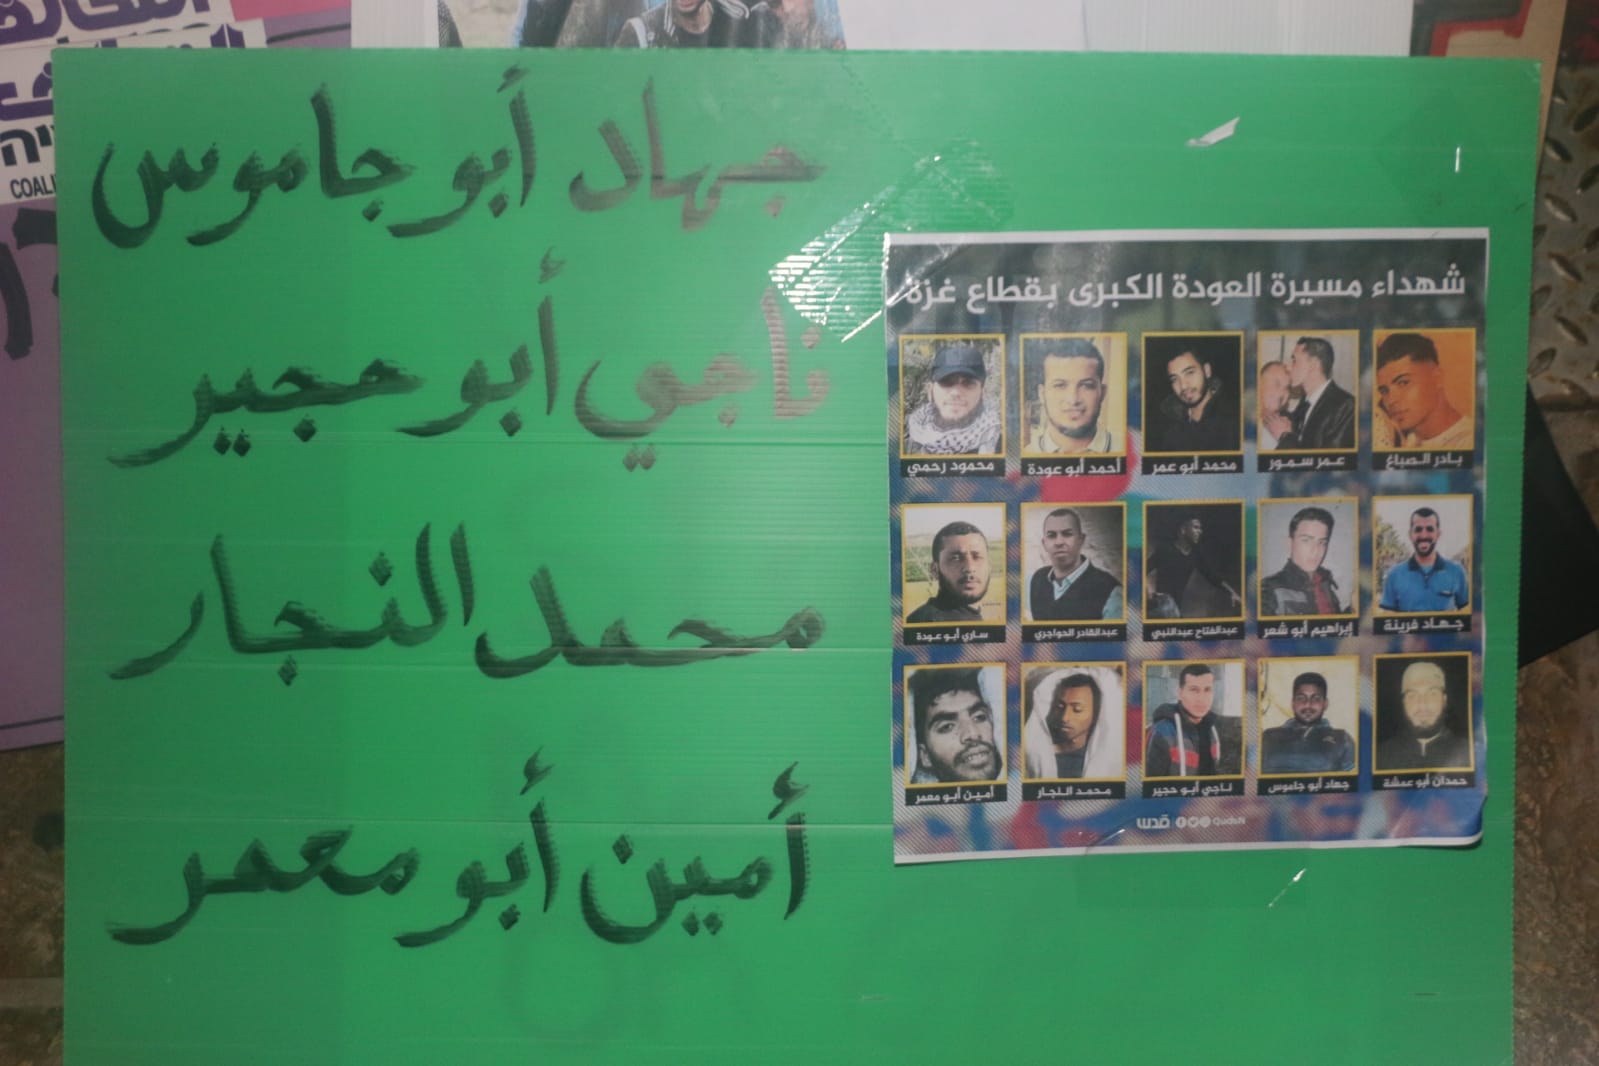 جهاد أبو جاموس
ناجي أبو حجير
محمد النجار
أمين أبو معمر
شهداء مسيرة العودة الكبرى بقطاع غزة
بادر الصباغ
عمر سمور
محمد أبو عمر
أحمد أبو عودة
محمود رحمي
جهاد فرينة
إبراهيم أبو شعر
عبدالفتاح عبدالنبي
عبدالقادر الحواجري
ساري أبو عودة
حمدان أبو عمشة
جهاد أبو جاموس
ناجي أبو حجير
محمد النجار
أمين أبو معمر
قدس QudsN
COALI